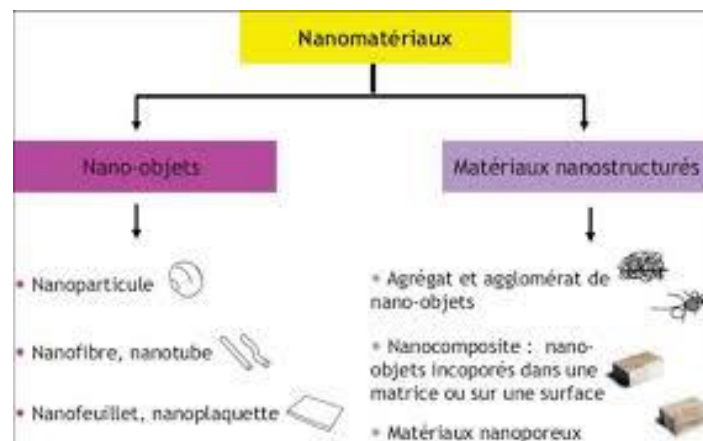 Nanomatériaux
Nano-objets
Matériaux nanostructurés
• Nanoparticule
• Nanofibre, nanotube
• Nanofeuillet, nanoplaquette
• Agrégat et agglomérat de
nano-objets
• Nanocomposite : nano-
objets incoporés dans une
matrice ou sur une surface
• Matériaux nanoporeux